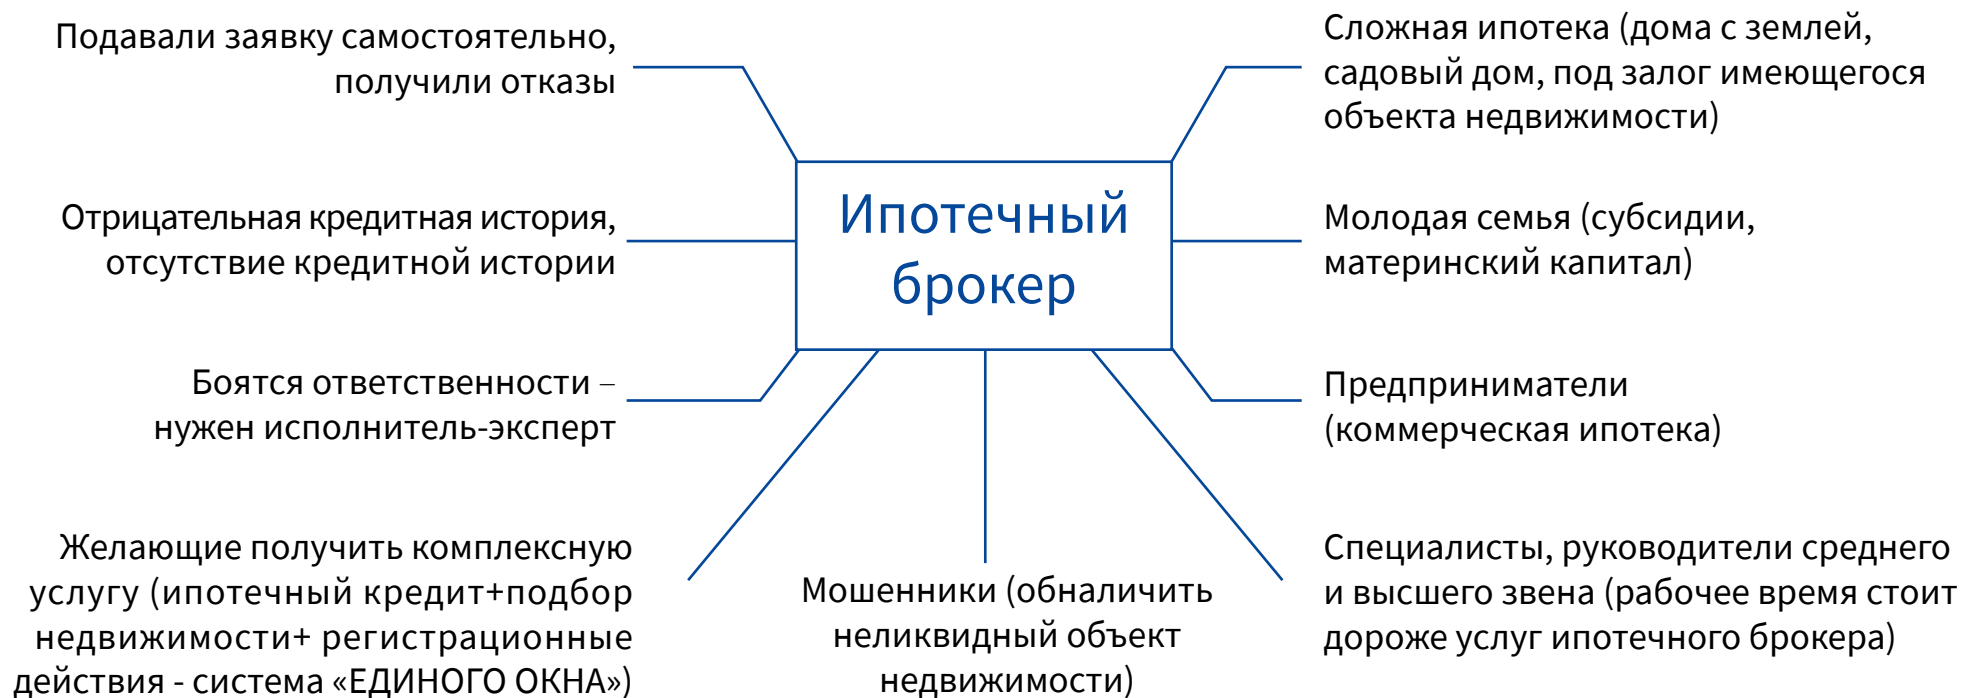 Подавали заявку самостоятельно,
получили отказы
Отрицательная кредитная история,
отсутствие кредитной истории
Боятся ответственности –
нужен исполнитель-эксперт
Желающие получить комплексную
услугу (ипотечный кредит+подбор
недвижимости+ регистрационные
действия - система «ЕДИНОГО ОКНА»)
Ипотечный
брокер
Мошенники (обналичить
неликвидный объект
недвижимости)
Сложная ипотека (дома с землей,
садовый дом, под залог имеющегося
объекта недвижимости)
Молодая семья (субсидии,
материнский капитал)
Предприниматели
(коммерческая ипотека)
Специалисты, руководители среднего
и высшего звена (рабочее время стоит
дороже услуг ипотечного брокера)